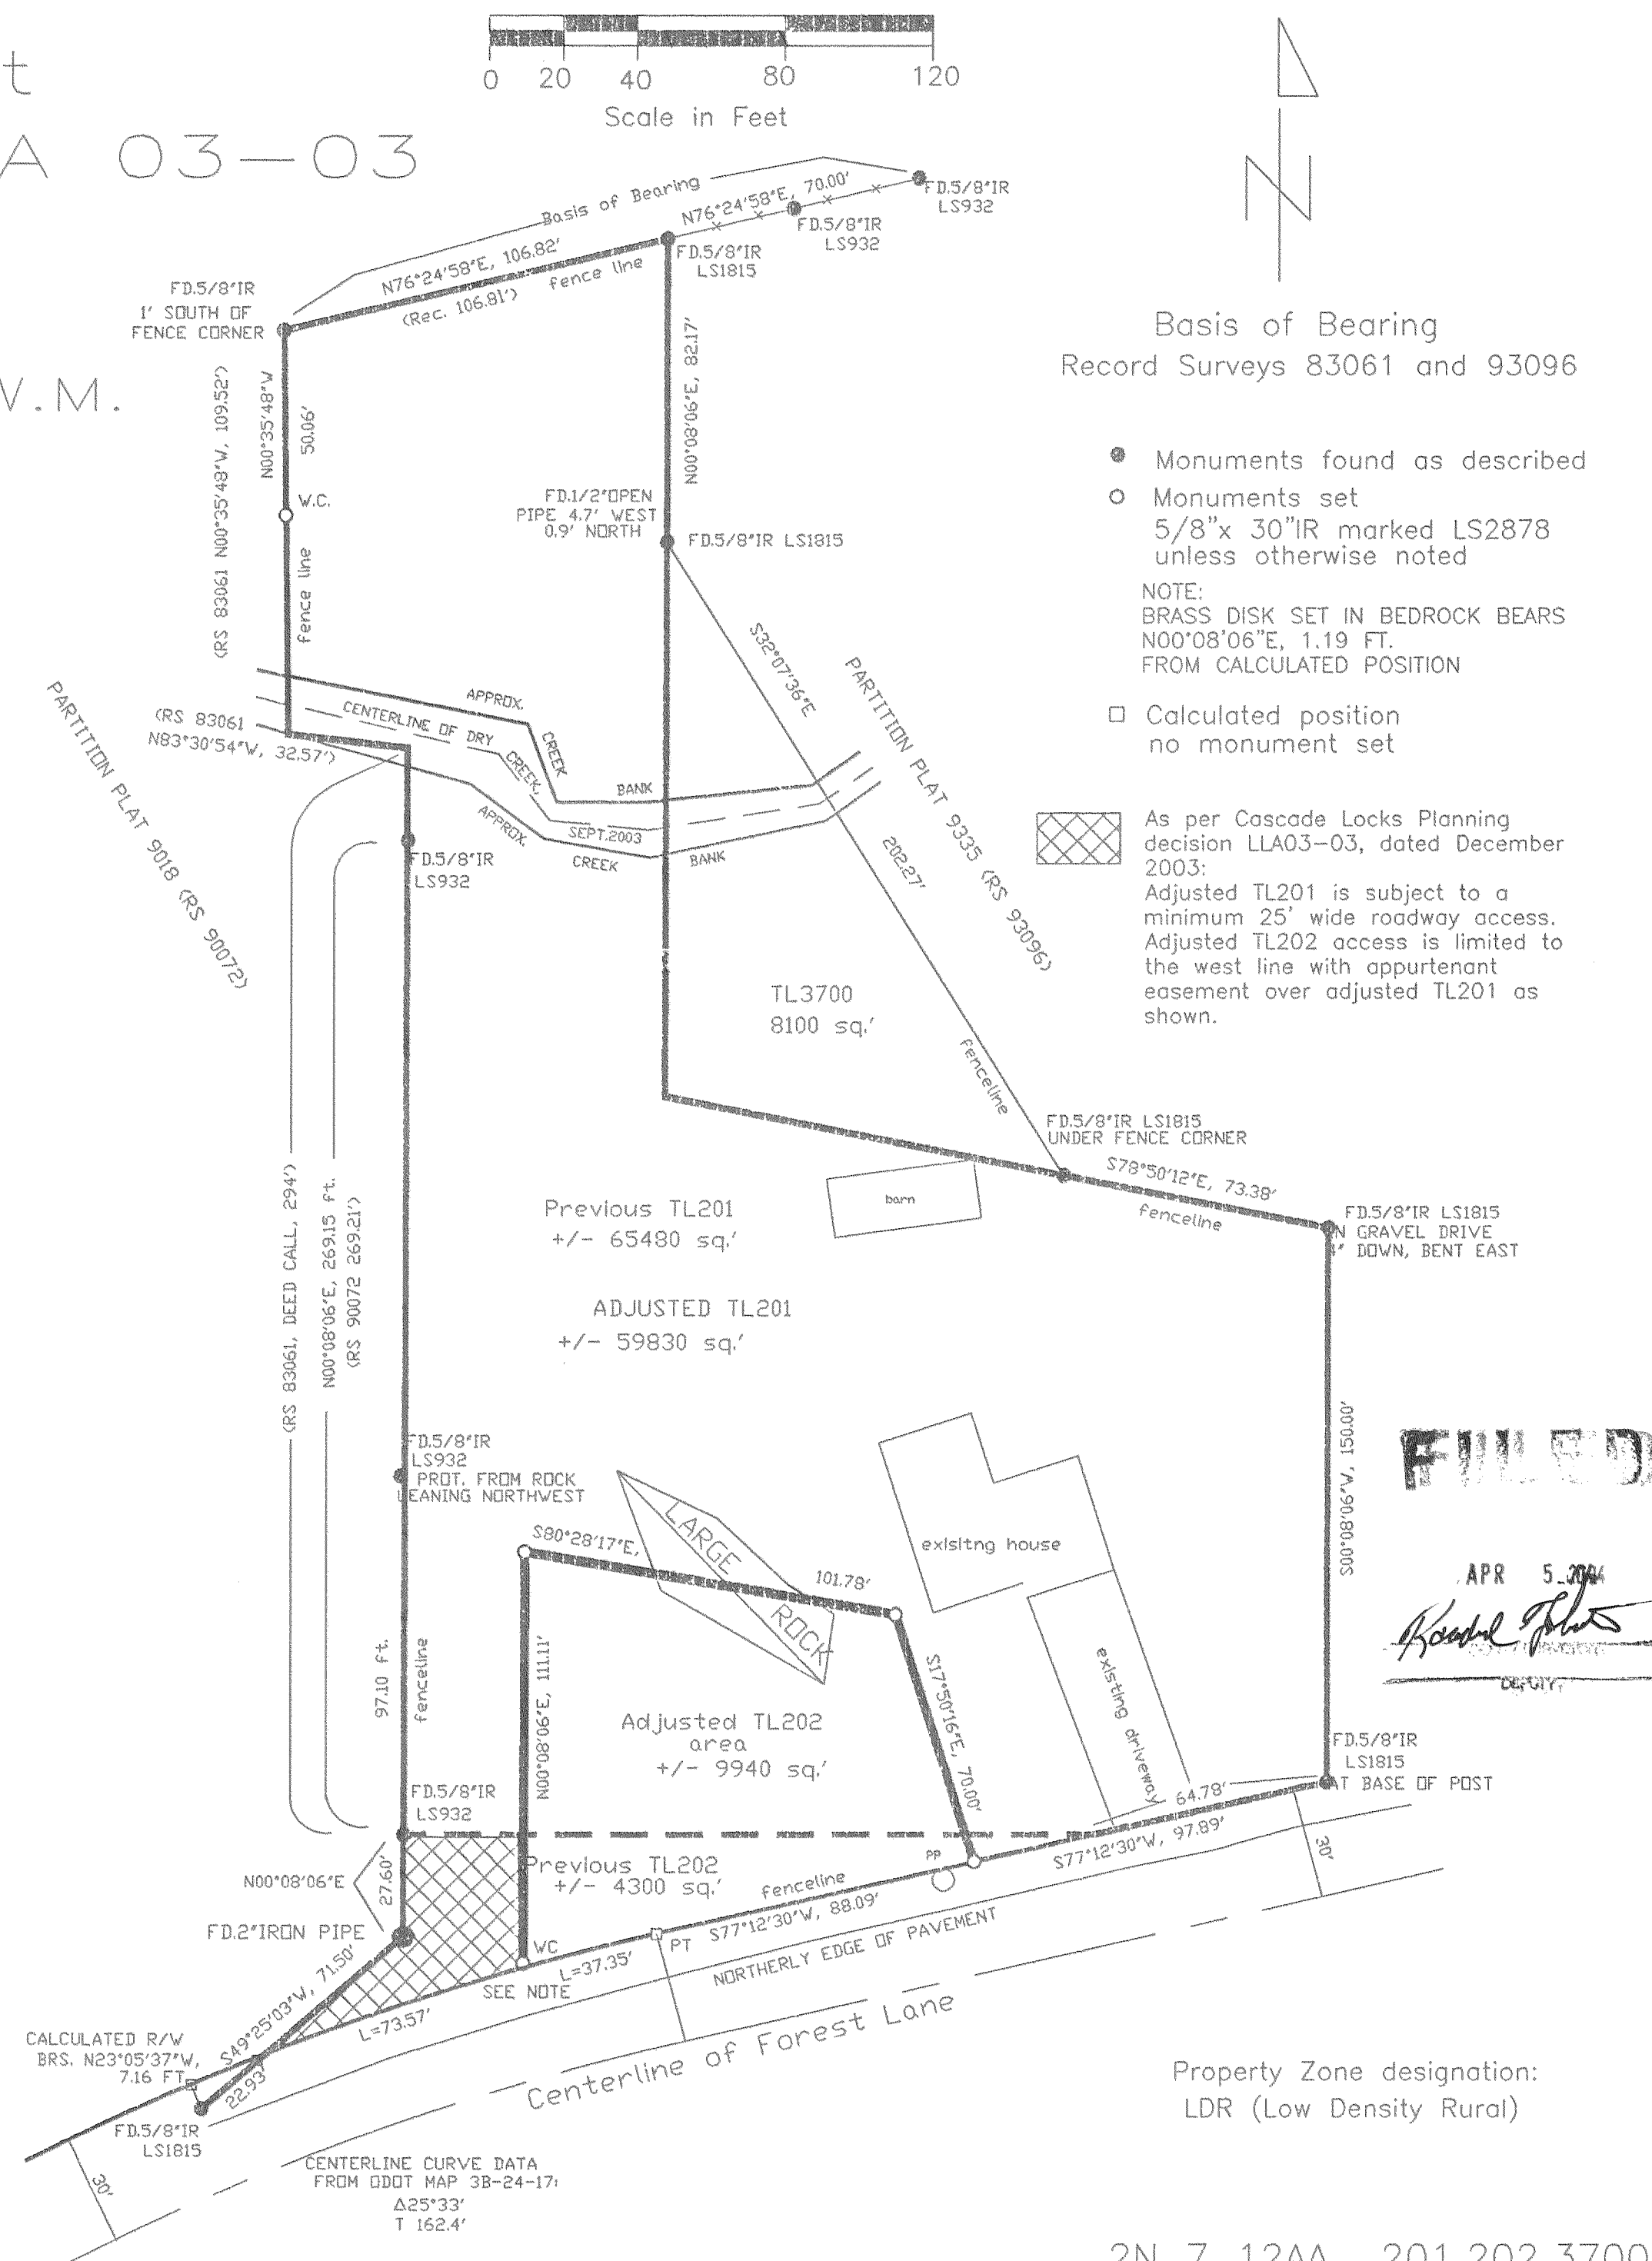 t
A 03-03
V.M.
0 20 40 80 120
Scale in Feet
N
Basis of Bearing
N76°24'58"E, 70.00'
FD.5/8"IR
LS932
FD.5/8"IR
LS932
FD.5/8"IR
LS1815
N76°24'58"E, 106.82'
(Rec. 106.81')
fence line
FD.5/8"IR
1' SOUTH OF
FENCE CORNER
Basis of Bearing
Record Surveys 83061 and 93096
Monuments found as described
Monuments set
5/8"x 30"IR marked LS2878
unless otherwise noted
NOTE:
BRASS DISK SET IN BEDROCK BEARS
N00°08'06"E, 1.19 FT.
FROM CALCULATED POSITION
Calculated position
no monument set
As per Cascade Locks Planning
decision LLA03-03, dated December
2003:
Adjusted TL201 is subject to a
minimum 25' wide roadway access.
Adjusted TL202 access is limited to
the west line with appurtenant
easement over adjusted TL201 as
shown.
(RS 83061 N00°35'48"W, 109.52')
N00°35'48"W
50.06'
W.C.
fence line
N00°08'06"E, 82.17'
FD.1/2"OPEN
PIPE 4.7' WEST
0.9' NORTH
FD.5/8"IR LS1815
S32°07'36"E
202.27'
fenceline
PARTITION PLAT 9335 (RS 93096)
PARTITION PLAT 9018 (RS 90072)
(RS 83061
N83°30'54"W, 32.57')
APPROX.
CREEK
BANK
CENTERLINE OF DRY
CREEK,
SEPT.2003
APPROX.
CREEK
BANK
FD.5/8"IR
LS932
TL3700
8100 sq.'
FD.5/8"IR LS1815
UNDER FENCE CORNER
S78°50'12"E, 73.38'
fenceline
FD.5/8"IR LS1815
N GRAVEL DRIVE
DOWN, BENT EAST
barn
Previous TL201
+/- 65480 sq.'
ADJUSTED TL201
+/- 59830 sq.'
(RS 83061, DEED CALL, 294')
N00°08'06"E, 269.15 ft.
(RS 90072 269.21')
FD.5/8"IR
LS932
PROT. FROM ROCK
LEANING NORTHWEST
S80°28'17"E,
101.78'
LARGE
ROCK
exisitng house
existing driveway
S00°08'06"W, 150.00'
FILED
APR 5 2004
DEPUTY
97.10 ft.
fenceline
N00°08'06"E, 111.11'
Adjusted TL202
area
+/- 9940 sq.'
S17°50'16"E, 70.00'
FD.5/8"IR
LS1815
AT BASE OF POST
64.78'
S77°12'30"W, 97.89'
30'
FD.5/8"IR
LS932
N00°08'06"E
27.60'
FD.2"IRON PIPE
Previous TL202
+/- 4300 sq.'
PP
fenceline
S77°12'30"W, 88.09'
PT
WC
L=37.35'
SEE NOTE
L=73.57'
NORTHERLY EDGE OF PAVEMENT
Centerline of Forest Lane
S49°25'03"W, 71.50'
22.93'
CALCULATED R/W
BRS. N23°05'37"W,
7.16 FT.
FD.5/8"IR
LS1815
30'
CENTERLINE CURVE DATA
FROM ODOT MAP 3B-24-17:
Δ25°33'
T 162.4'
Property Zone designation:
LDR (Low Density Rural)
2N 7 12AA 201,202,3700